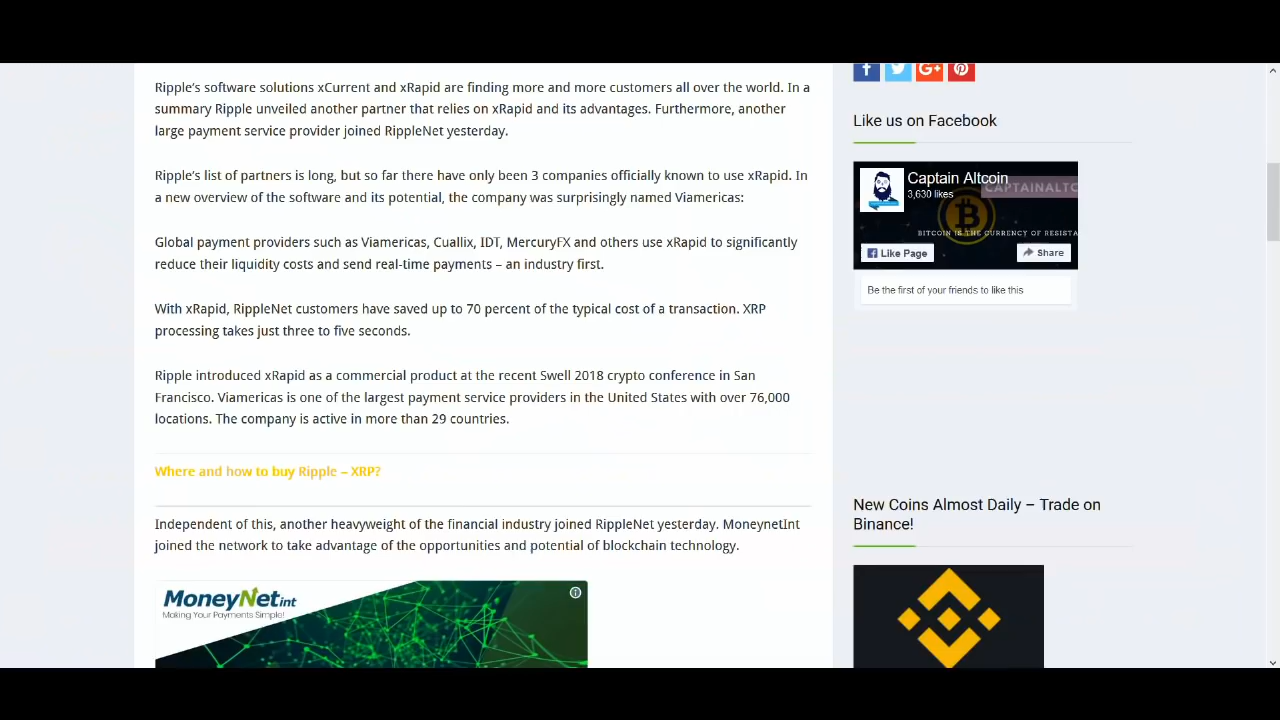 Ripple's software solutions xCurrent and xRapid are finding more and more customers all over the world. In a
summary Ripple unveiled another partner that relies on xRapid and its advantages. Furthermore, another
large payment service provider joined RippleNet yesterday.
Ripple's list of partners is long, but so far there have only been 3 companies officially known to use xRapid. In
a new overview of the software and its potential, the company was surprisingly named Viamericas:
Global payment providers such as Viamericas, Cuallix, IDT, MercuryFX and others use xRapid to significantly
reduce their liquidity costs and send real-time payments – an industry first.
With xRapid, RippleNet customers have saved up to 70 percent of the typical cost of a transaction. XRP
processing takes just three to five seconds.
Ripple introduced xRapid as a commercial product at the recent Swell 2018 crypto conference in San
Francisco. Viamericas is one of the largest payment service providers in the United States with over 76,000
locations. The company is active in more than 29 countries.
Where and how to buy Ripple – XRP?
Independent of this, another heavyweight of the financial industry joined RippleNet yesterday. MoneynetInt
joined the network to take advantage of the opportunities and potential of blockchain technology.
MoneyNetint
Making Your Payments Simple!
Like us on Facebook
Captain Altcoin
3,630 likes
CAPTAINALTC
BITCOIN IS THE CURRENCY OF RESISTA
Like Page
Share
Be the first of your friends to like this
New Coins Almost Daily – Trade on
Binance!